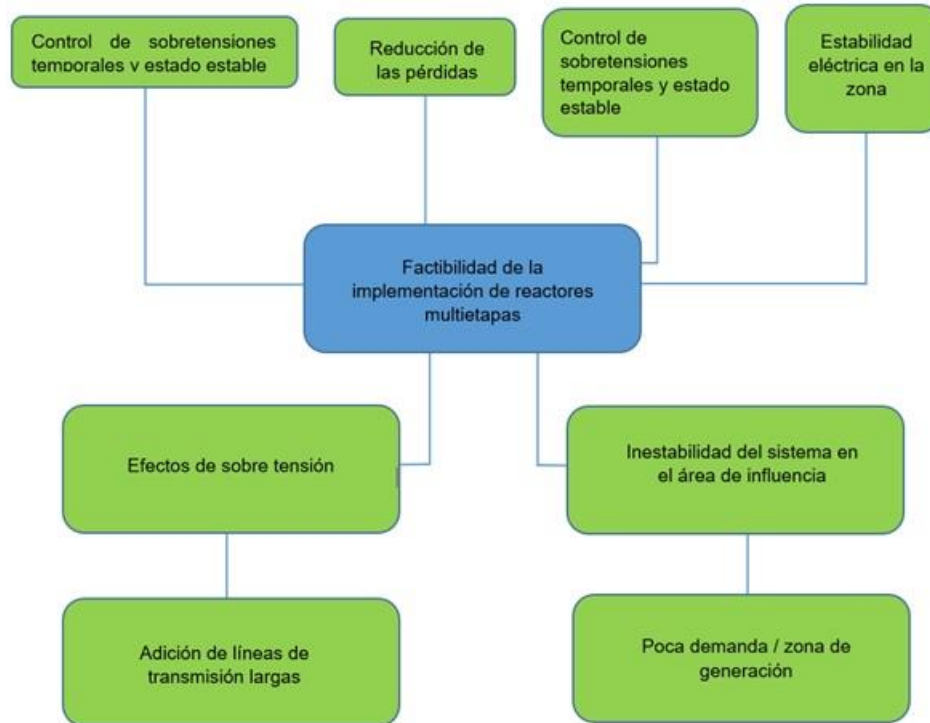 Control de sobretensiones
temporales y estado estable
Reducción de
las pérdidas
Control de
sobretensiones
temporales y estado
estable
Estabilidad
eléctrica en la
zona
Factibilidad de la
implementación de reactores
multietapas
Efectos de sobre tensión
Inestabilidad del sistema en
el área de influencia
Adición de líneas de
transmisión largas
Poca demanda / zona de
generación